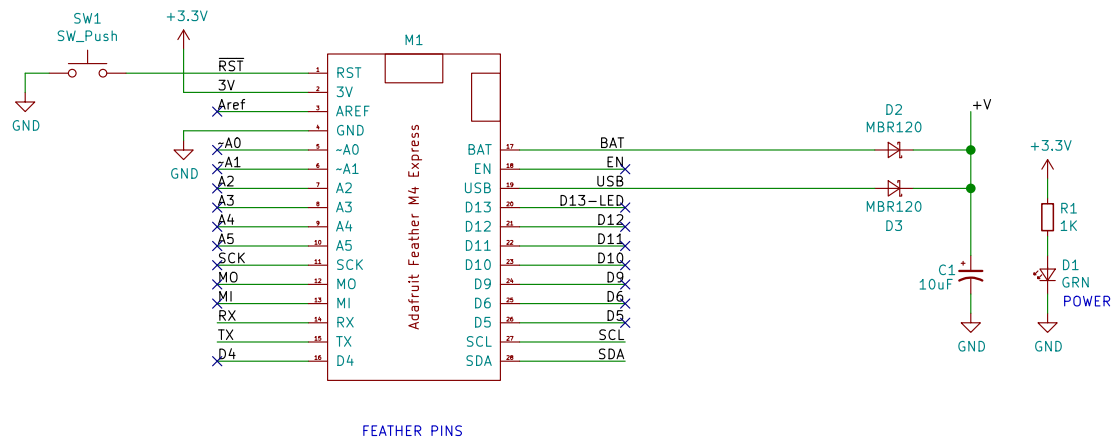 SW1
SW_Push
+3.3V
GND
M1
Adafruit Feather M4 Express
RST 1 RST
3V 2 3V
Aref 3 AREF
4 GND
GND
~A0 5 ~A0
~A1 6 ~A1
A2 7 A2
A3 8 A3
A4 9 A4
A5 10 A5
SCK 11 SCK
MO 12 MO
MI 13 MI
RX 14 RX
TX 15 TX
D4 16 D4
BAT 17 BAT
EN 18 EN
USB 19 USB
D13 20 D13-LED
D12 21 D12
D11 22 D11
D10 23 D10
D9 24 D9
D6 25 D6
D5 26 D5
SCL 27 SCL
SDA 28 SDA
D2
MBR120
+V
MBR120
D3
C1
10uF
+
GND
+3.3V
R1
1K
D1
GRN
POWER
GND
FEATHER PINS